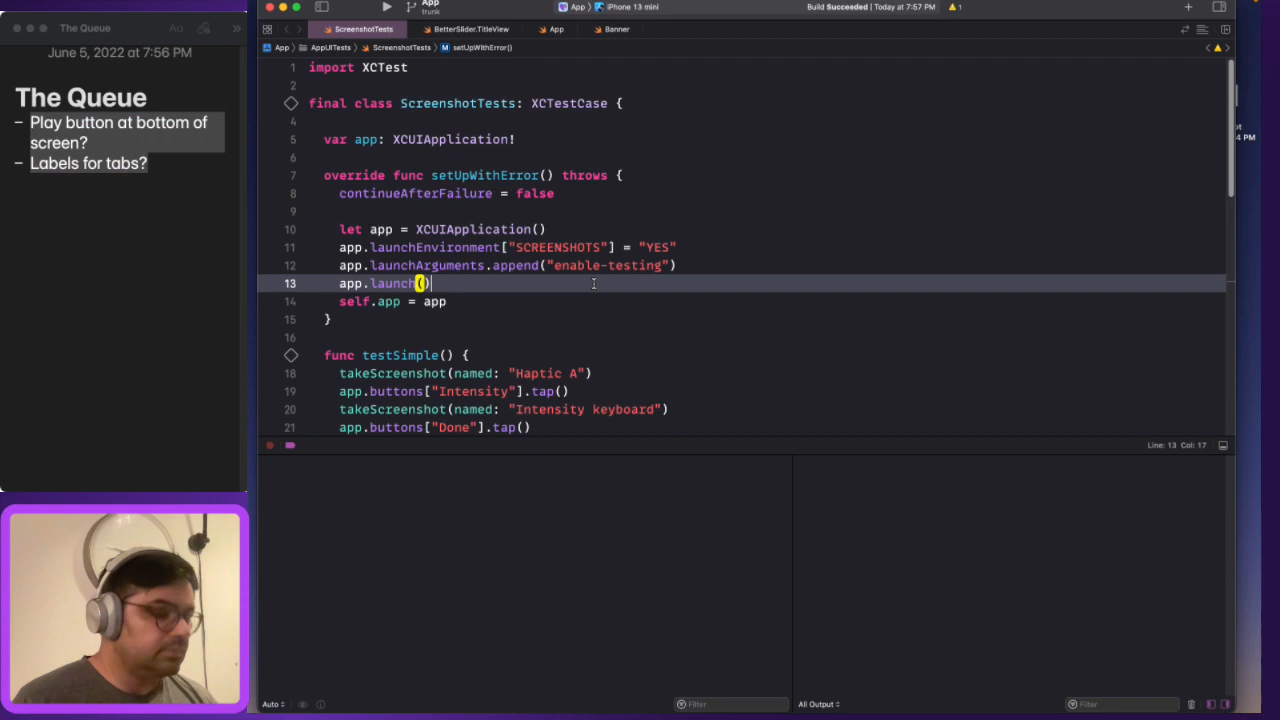 The Queue
Aa
June 5, 2022 at 7:56 PM
The Queue
– Play button at bottom of
screen?
– Labels for tabs?
App
trunk
App 〉 iPhone 13 mini
Build Succeeded | Today at 7:57 PM
1
ScreenshotTests
BetterSlider.TitleView
App
Banner
App 〉 AppUITests 〉 ScreenshotTests 〉 M setUpWithError()
1 import XCTest
2
3 final class ScreenshotTests: XCTestCase {
4
5 var app: XCUIApplication!
6
7 override func setUpWithError() throws {
8 continueAfterFailure = false
9
10 let app = XCUIApplication()
11 app.launchEnvironment["SCREENSHOTS"] = "YES"
12 app.launchArguments.append("enable-testing")
13 app.launch()
14 self.app = app
15 }
16
func testSimple() {
18 takeScreenshot(named: "Haptic A")
19 app.buttons["Intensity"].tap()
20 takeScreenshot(named: "Intensity keyboard")
21 app.buttons["Done"].tap()
Line: 13 Col: 17
Auto
Filter
All Output
Filter
4 PM